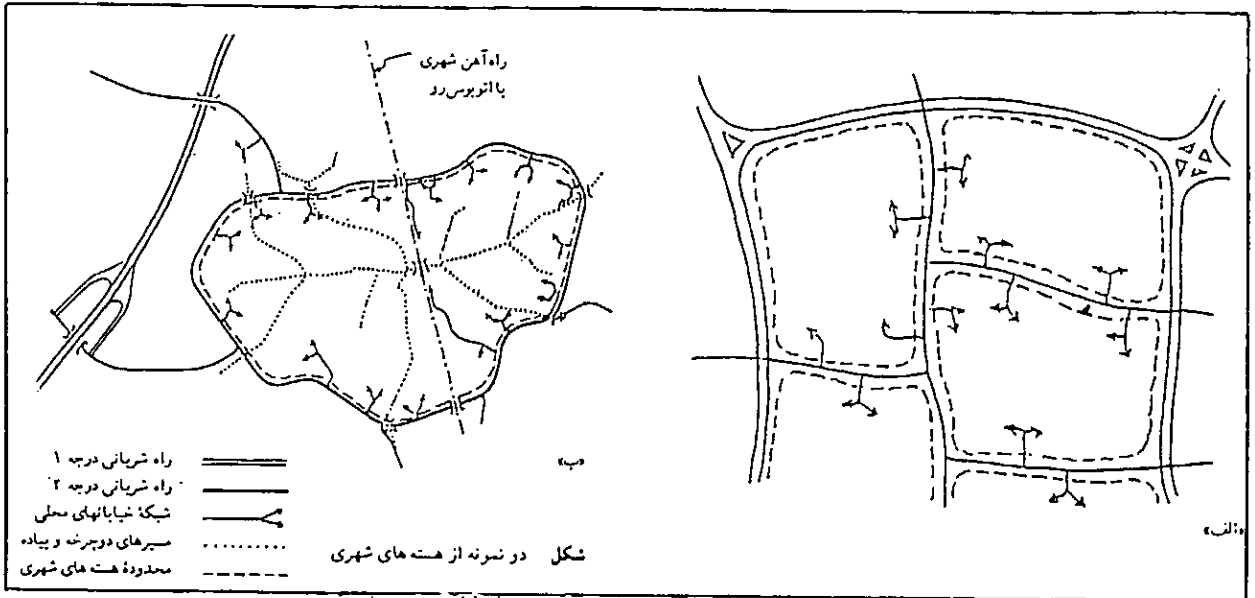 راه آهن شهری
یا اتوبوس رو
«الف»
«ب»
راه شریانی درجه ۱
راه شریانی درجه ۲
شبکهٔ خیابانهای محلی
مسیرهای دوچرخه و پیاده
محدودهٔ هسته های شهری
شکل دو نمونه از هسته های شهری